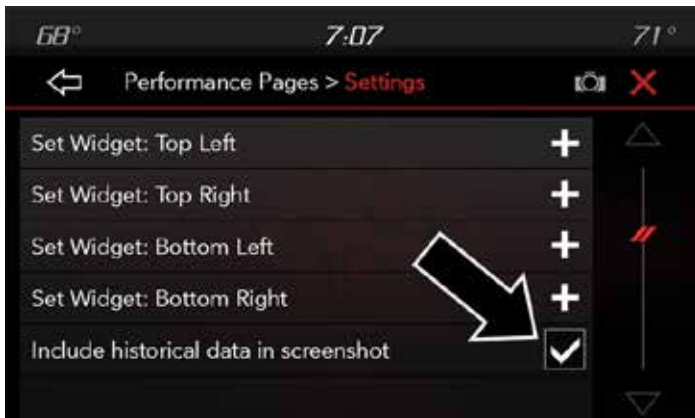 68° 7:07 71°
Performance Pages > Settings
Set Widget: Top Left
Set Widget: Top Right
Set Widget: Bottom Left
Set Widget: Bottom Right
Include historical data in screenshot